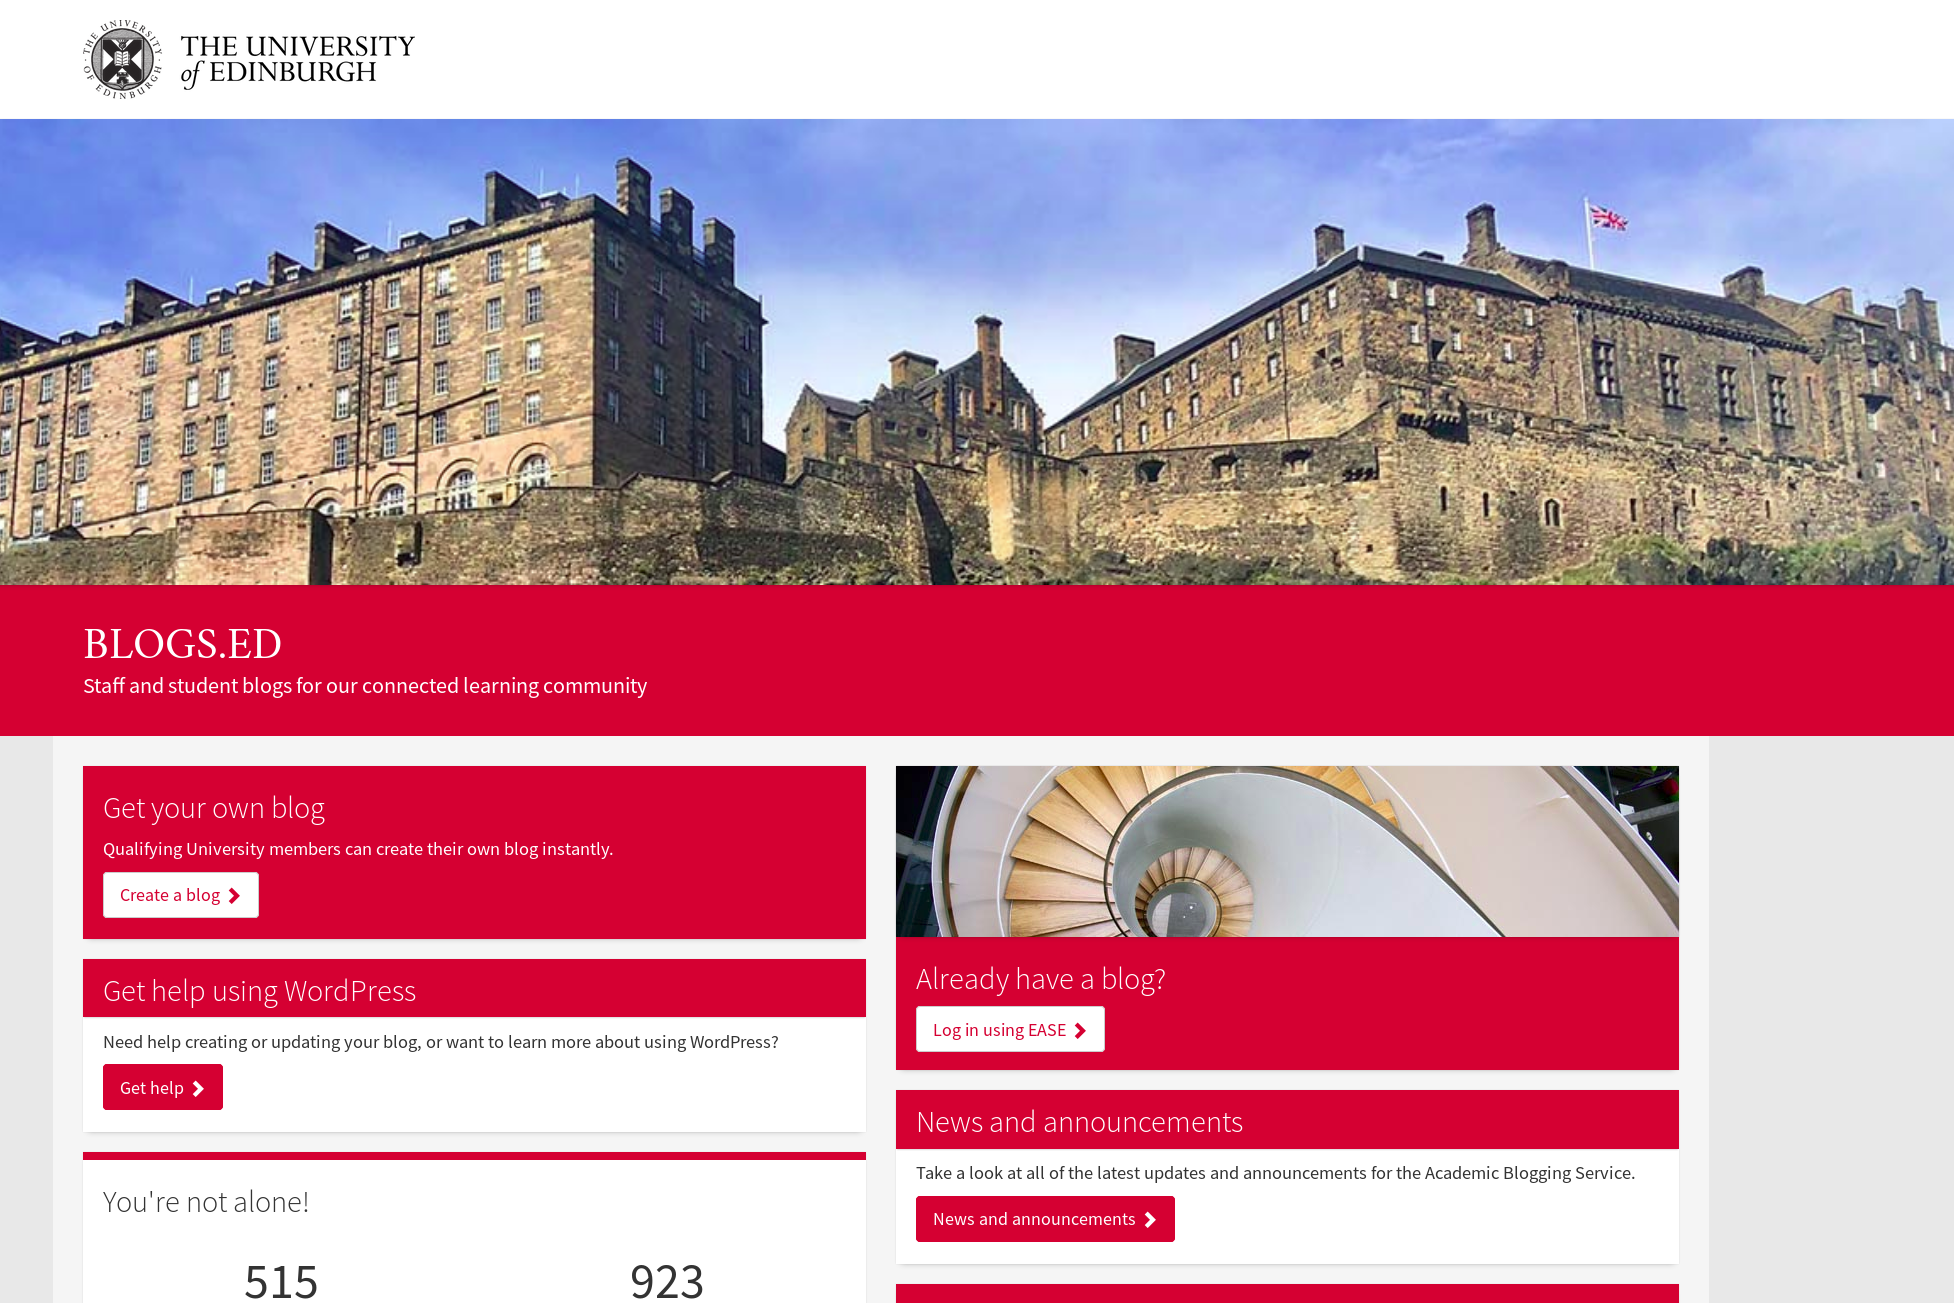 THE UNIVERSITY OF EDINBURGH
THE UNIVERSITY
of EDINBURGH
BLOGS.ED
Staff and student blogs for our connected learning community
Get your own blog
Qualifying University members can create their own blog instantly.
Create a blog
Get help using WordPress
Need help creating or updating your blog, or want to learn more about using WordPress?
Get help
You're not alone!
515
923
Already have a blog?
Log in using EASE
News and announcements
Take a look at all of the latest updates and announcements for the Academic Blogging Service.
News and announcements